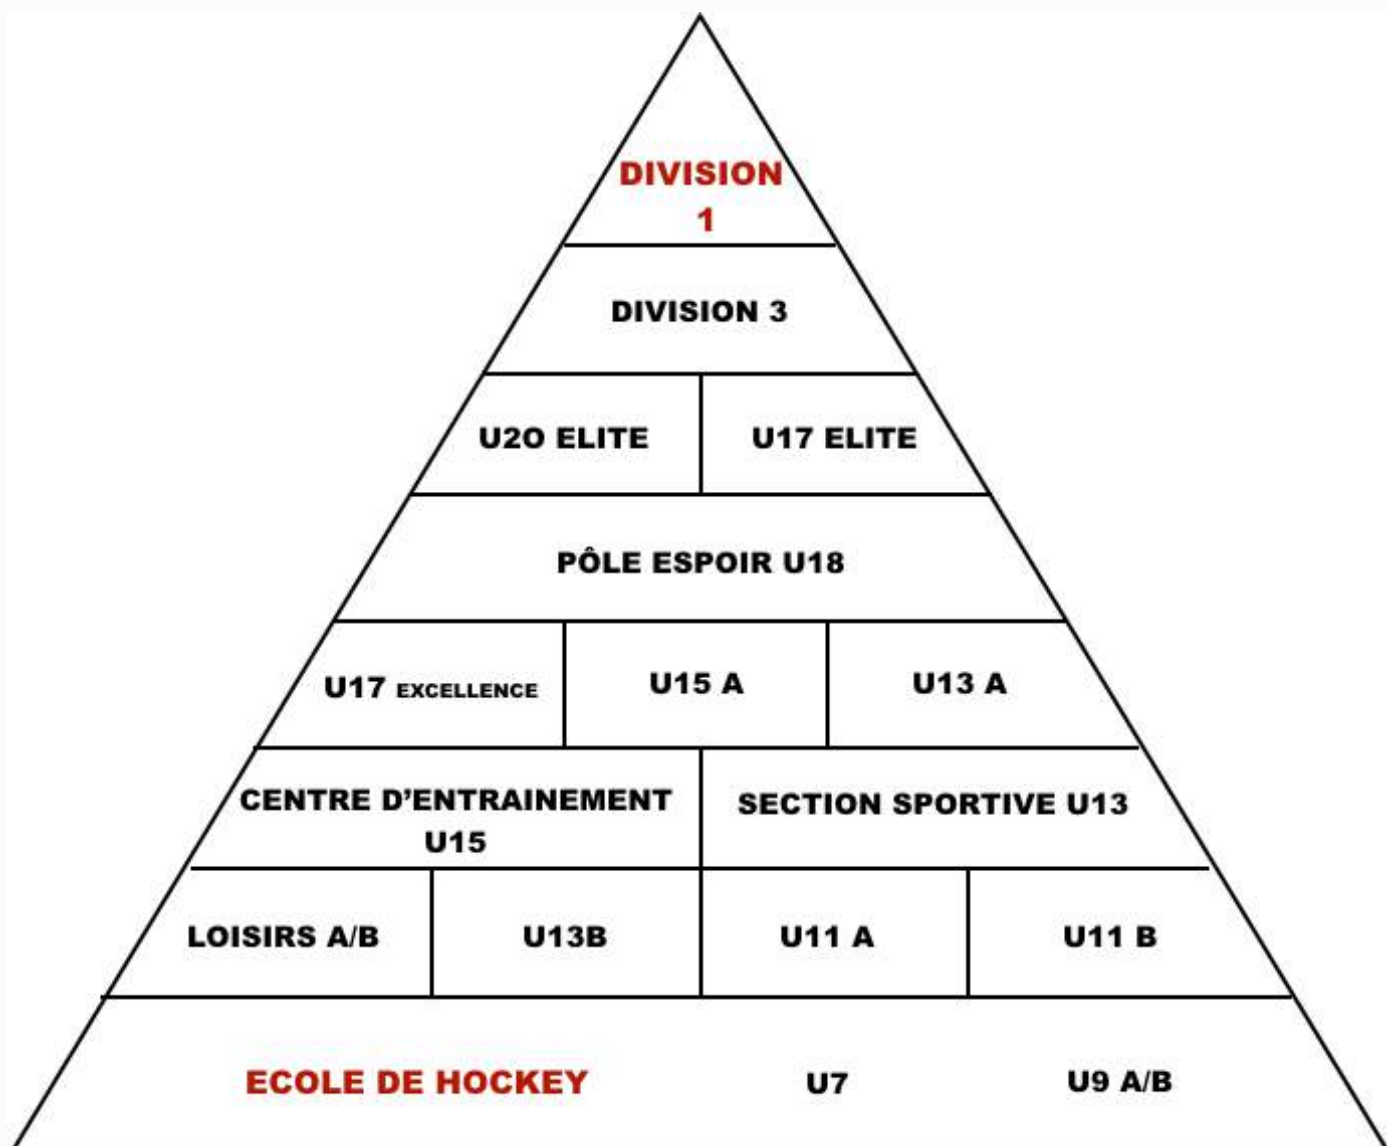 DIVISION
1
DIVISION 3
U20 ELITE
U17 ELITE
PÔLE ESPOIR U18
U17 EXCELLENCE
U15 A
U13 A
CENTRE D’ENTRAINEMENT
U15
SECTION SPORTIVE U13
LOISIRS A/B
U13B
U11 A
U11 B
ECOLE DE HOCKEY
U7
U9 A/B